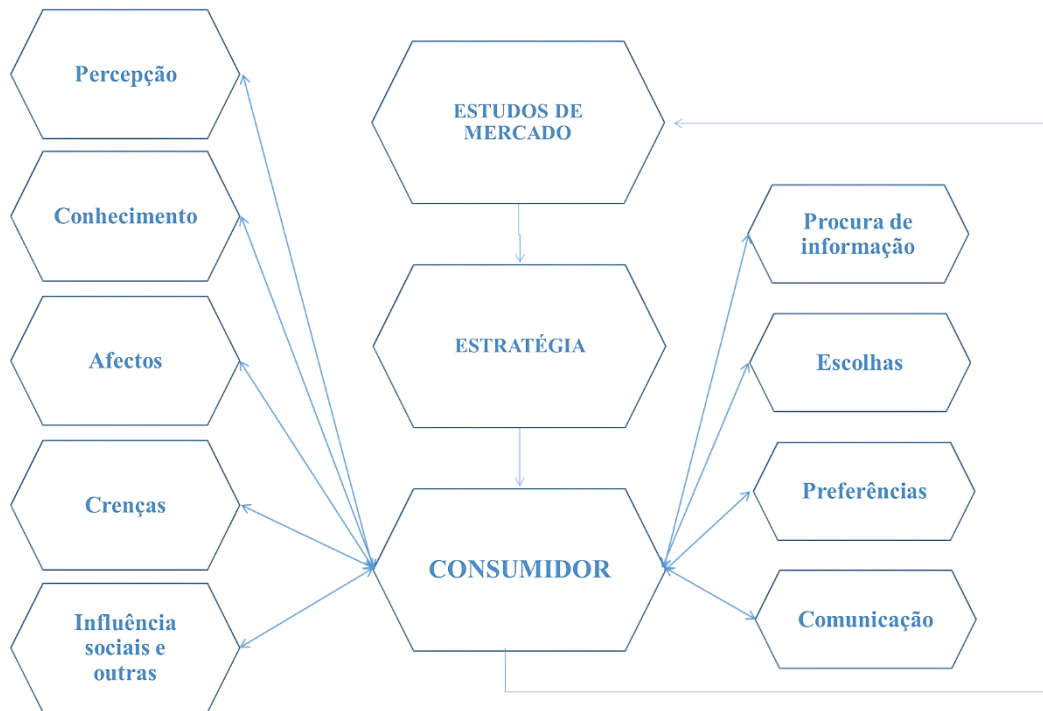 Percepção
Conhecimento
Afectos
Crenças
Influência
sociais e
outras
ESTUDOS DE
MERCADO
ESTRATÉGIA
CONSUMIDOR
Procura de
informação
Escolhas
Preferências
Comunicação